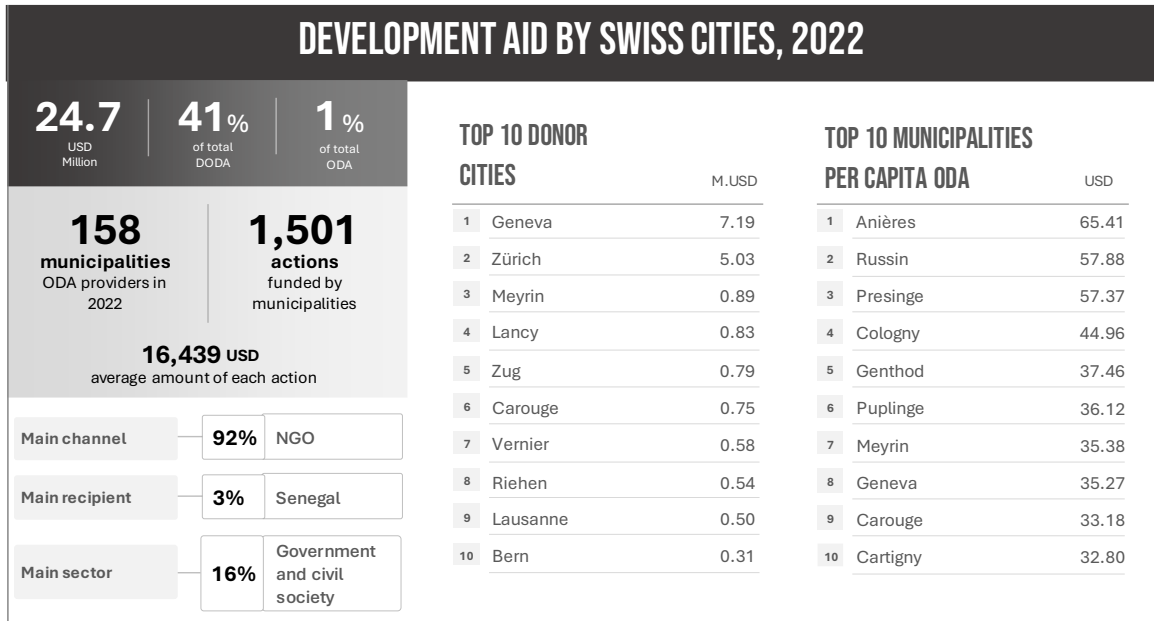 DEVELOPMENT AID BY SWISS CITIES, 2022
24.7
USD
Million
41%
of total
DODA
1 %
of total
ODA
158
municipalities
ODA providers in
2022
1,501
actions
funded by
municipalities
16,439 USD
average amount of each action
Main channel 92% NGO
Main recipient 3% Senegal
Main sector 16% Government
and civil
society
TOP 10 DONOR
CITIES M.USD
1 Geneva 7.19
2 Zürich 5.03
3 Meyrin 0.89
4 Lancy 0.83
5 Zug 0.79
6 Carouge 0.75
7 Vernier 0.58
8 Riehen 0.54
9 Lausanne 0.50
10 Bern 0.31
TOP 10 MUNICIPALITIES
PER CAPITA ODA USD
1 Anières 65.41
2 Russin 57.88
3 Presinge 57.37
4 Cologny 44.96
5 Genthod 37.46
6 Puplinge 36.12
7 Meyrin 35.38
8 Geneva 35.27
9 Carouge 33.18
10 Cartigny 32.80